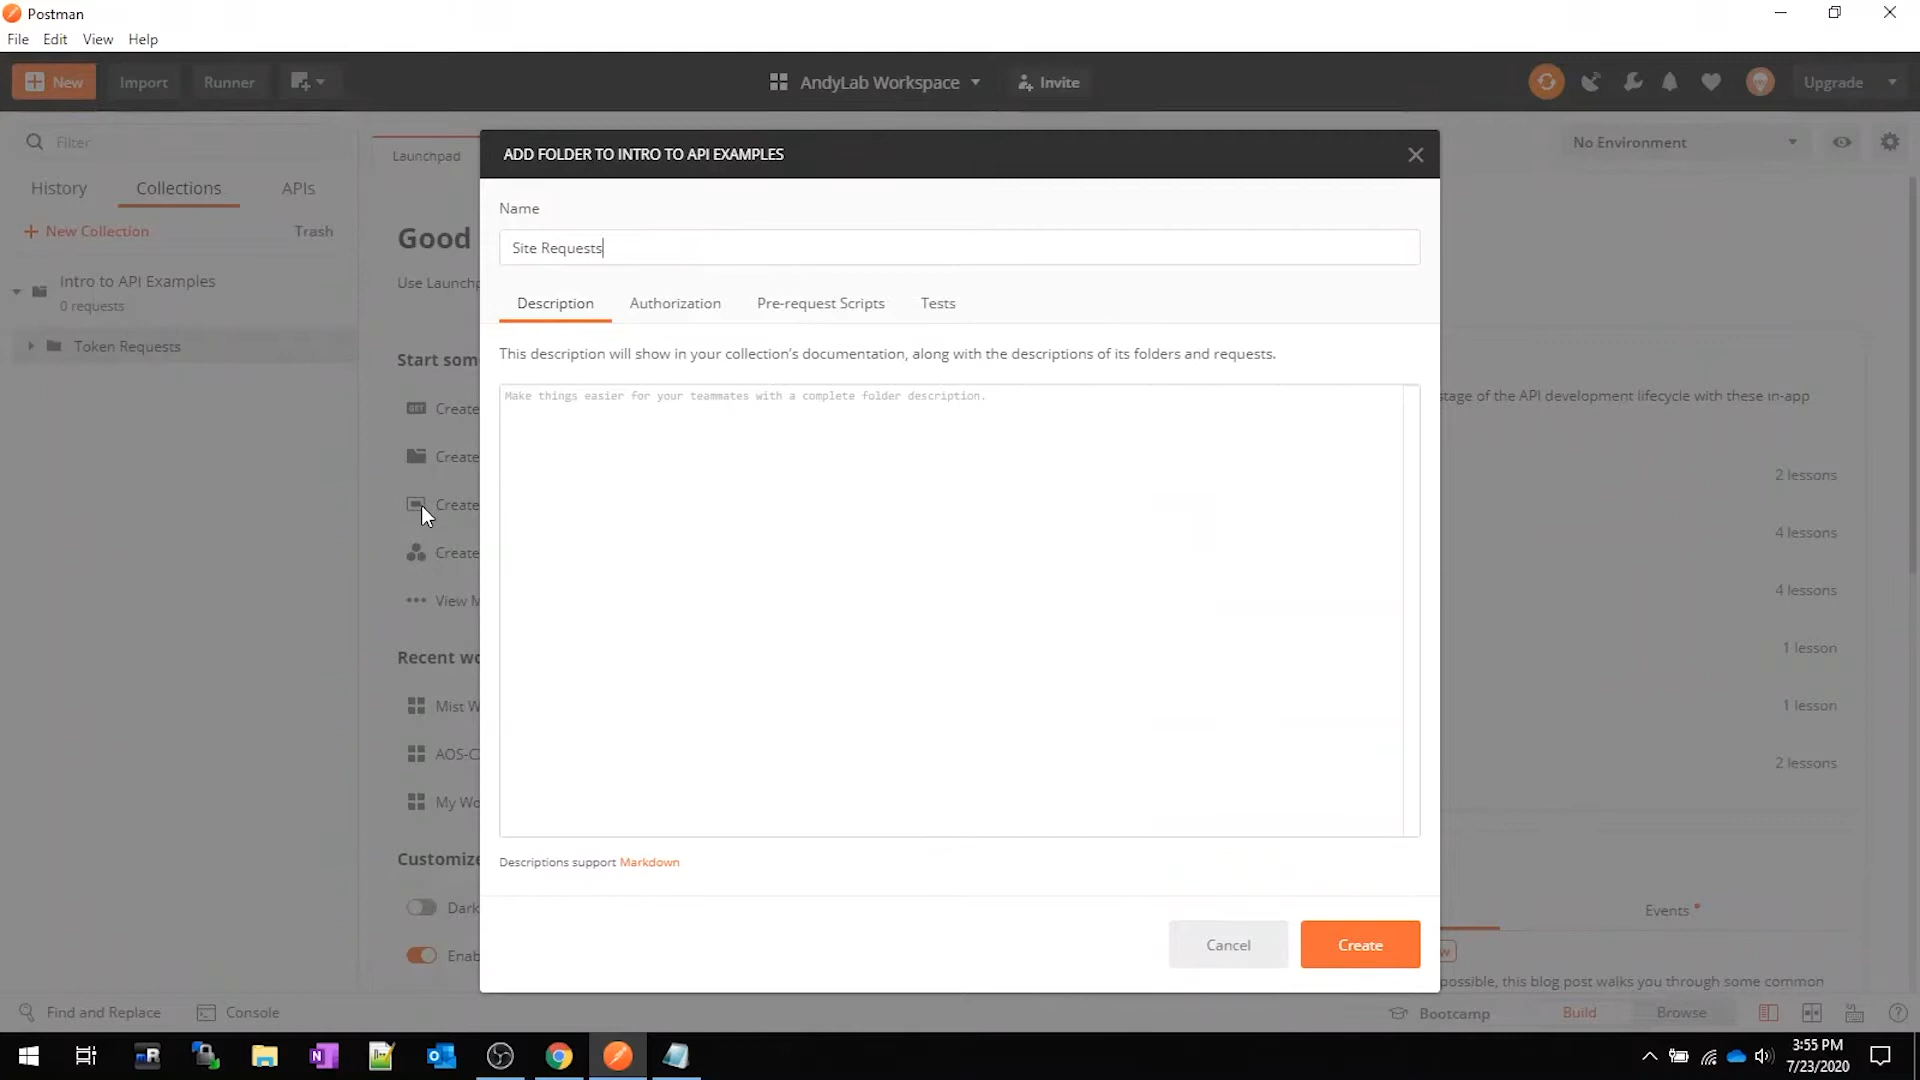 Postman
File Edit View Help
New Import Runner AndyLab Workspace Invite Upgrade
Filter
Launchpad
No Environment
ADD FOLDER TO INTRO TO API EXAMPLES
History Collections APIs
New Collection Trash
Intro to API Examples
0 requests
Token Requests
Good
Use Launchp
Start som
GET Create
Create
Create
Create
View M
Recent wo
Mist W
AOS-C
My Wo
Customize
Dark
Enab
Name
Site Requests
Description Authorization Pre-request Scripts Tests
This description will show in your collection's documentation, along with the descriptions of its folders and requests.
Make things easier for your teammates with a complete folder description.
Descriptions support Markdown
Cancel Create
stage of the API development lifecycle with these in-app
2 lessons
4 lessons
4 lessons
1 lesson
1 lesson
2 lessons
Events
possible, this blog post walks you through some common
Find and Replace Console Bootcamp Build Browse
3:55 PM
7/23/2020